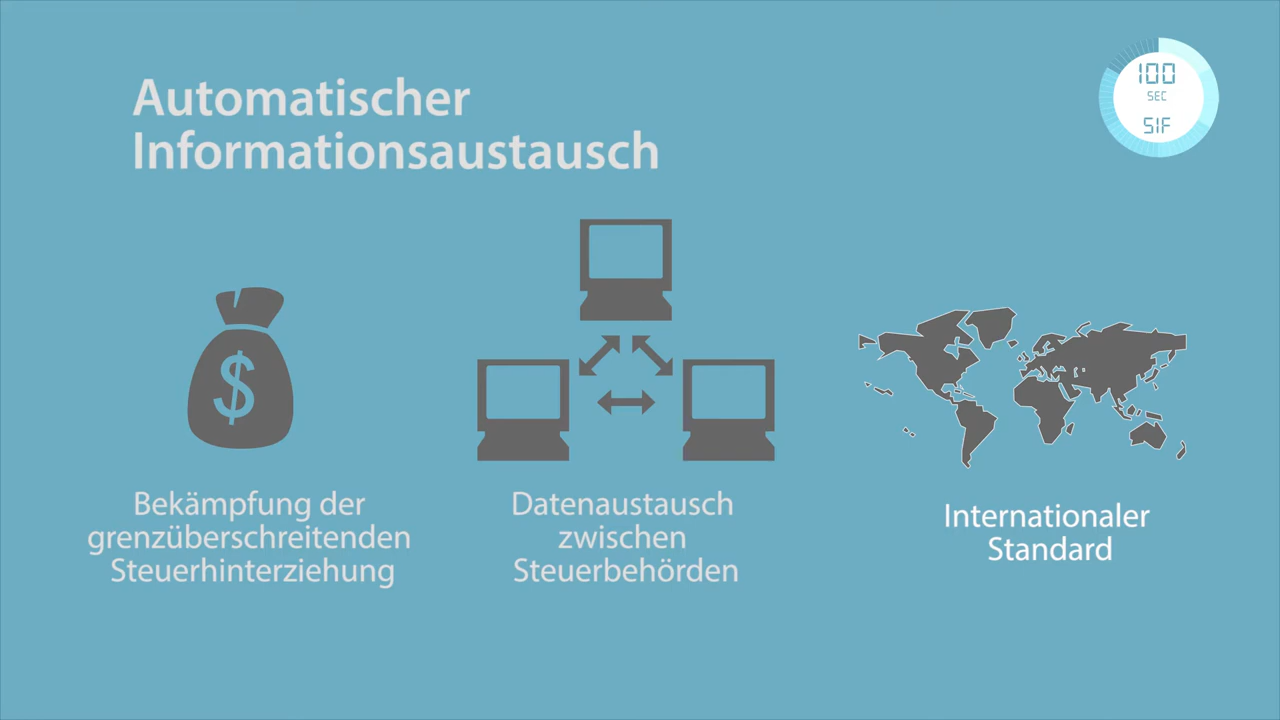 Automatischer
Informationsaustausch
100
SEC
SIF
$
Bekämpfung der
grenzüberschreitenden
Steuerhinterziehung
Datenaustausch
zwischen
Steuerbehörden
Internationaler
Standard